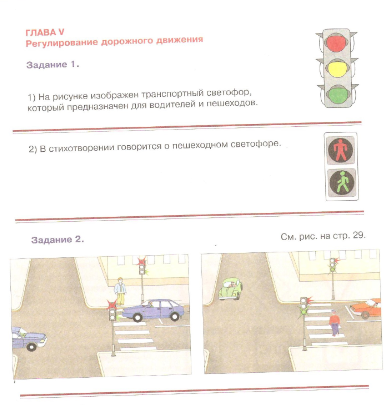 ГЛАВА V
Регулирование дорожного движения
Задание 1.
1) На рисунке изображен транспортный светофор,
который предназначен для водителей и пешеходов.
2) В стихотворении говорится о пешеходном светофоре.
Задание 2.
См. рис. на стр. 29.